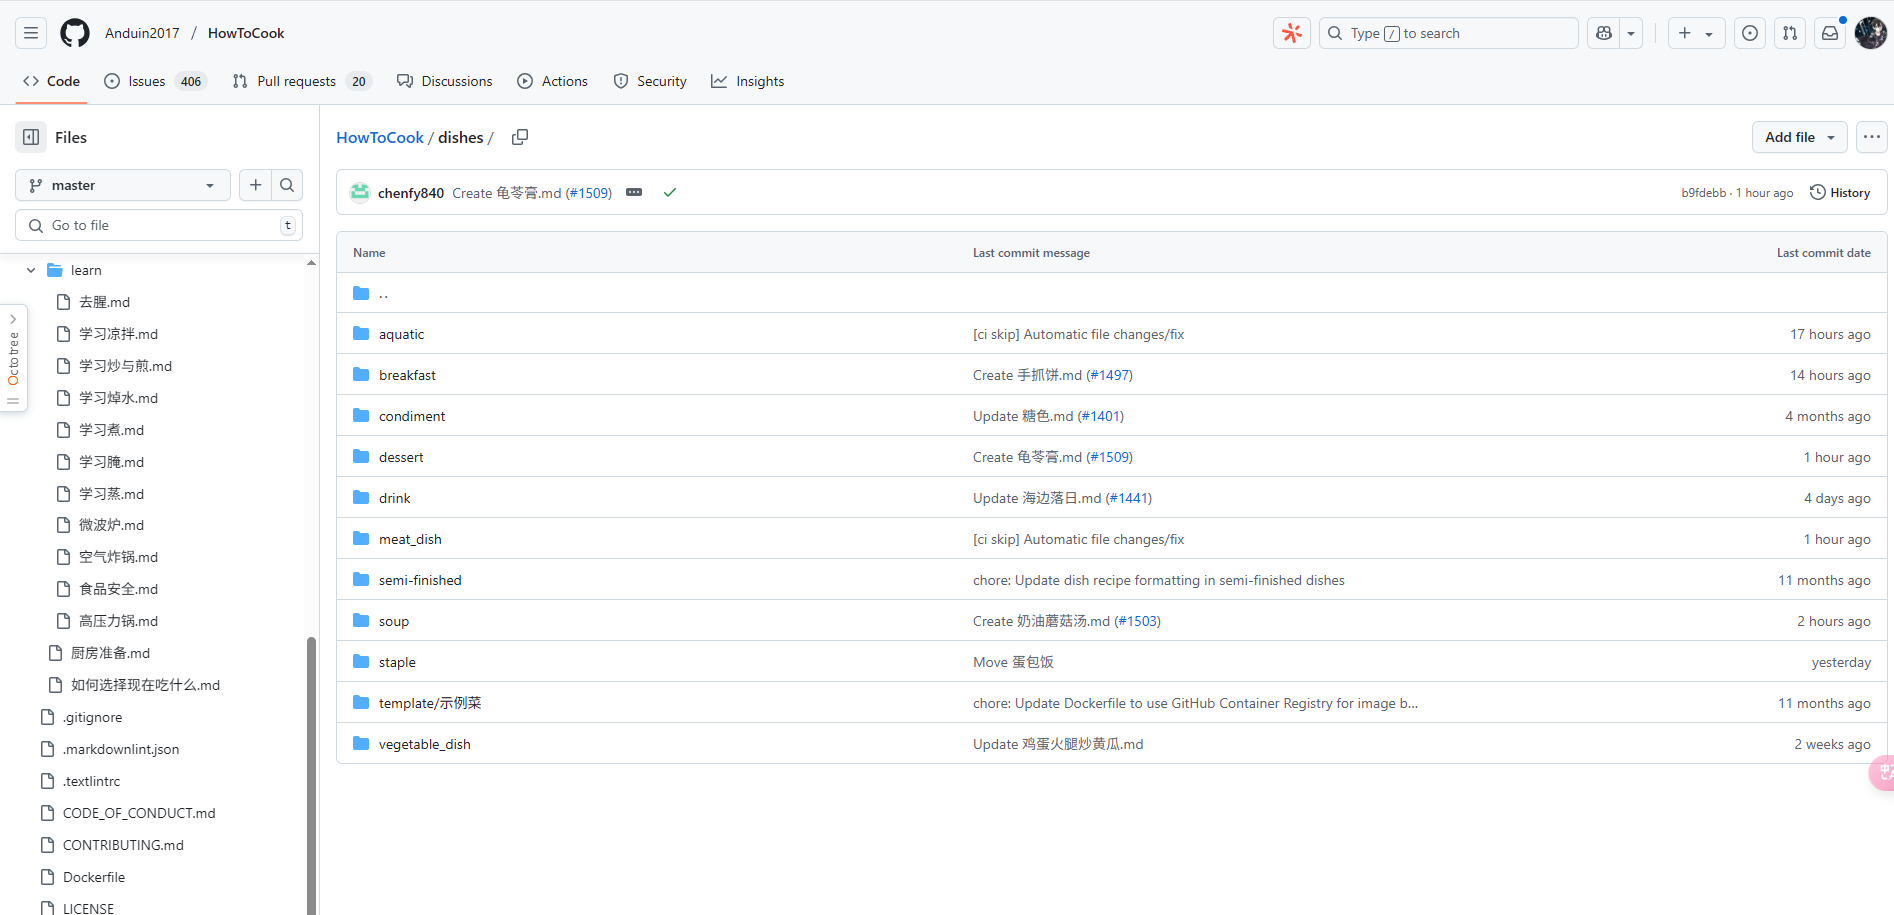 Anduin2017 / HowToCook
Type / to search
Code
Issues 406
Pull requests 20
Discussions
Actions
Security
Insights
Files
master
Go to file
t
learn
去腥.md
学习凉拌.md
学习炒与煎.md
学习焯水.md
学习煮.md
学习腌.md
学习蒸.md
微波炉.md
空气炸锅.md
食品安全.md
高压力锅.md
厨房准备.md
如何选择现在吃什么.md
.gitignore
.markdownlint.json
.textlintrc
CODE_OF_CONDUCT.md
CONTRIBUTING.md
Dockerfile
LICENSE
Octotree
HowToCook / dishes /
Add file
chenfy840 Create 龟苓膏.md (#1509)
b9fdebb · 1 hour ago
History
Name Last commit message Last commit date
..
aquatic [ci skip] Automatic file changes/fix 17 hours ago
breakfast Create 手抓饼.md (#1497) 14 hours ago
condiment Update 糖色.md (#1401) 4 months ago
dessert Create 龟苓膏.md (#1509) 1 hour ago
drink Update 海边落日.md (#1441) 4 days ago
meat_dish [ci skip] Automatic file changes/fix 1 hour ago
semi-finished chore: Update dish recipe formatting in semi-finished dishes 11 months ago
soup Create 奶油蘑菇汤.md (#1503) 2 hours ago
staple Move 蛋包饭 yesterday
template/示例菜 chore: Update Dockerfile to use GitHub Container Registry for image b... 11 months ago
vegetable_dish Update 鸡蛋火腿炒黄瓜.md 2 weeks ago